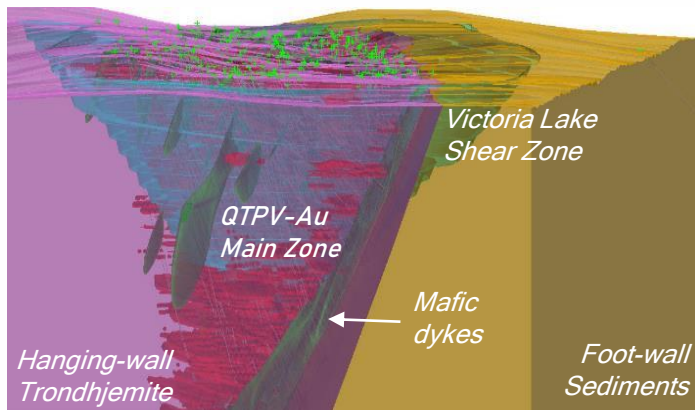 Victoria Lake
Shear Zone
QTPV-Au
Main Zone
Mafic
dykes
Hanging-wall
Trondhjemite
Foot-wall
Sediments